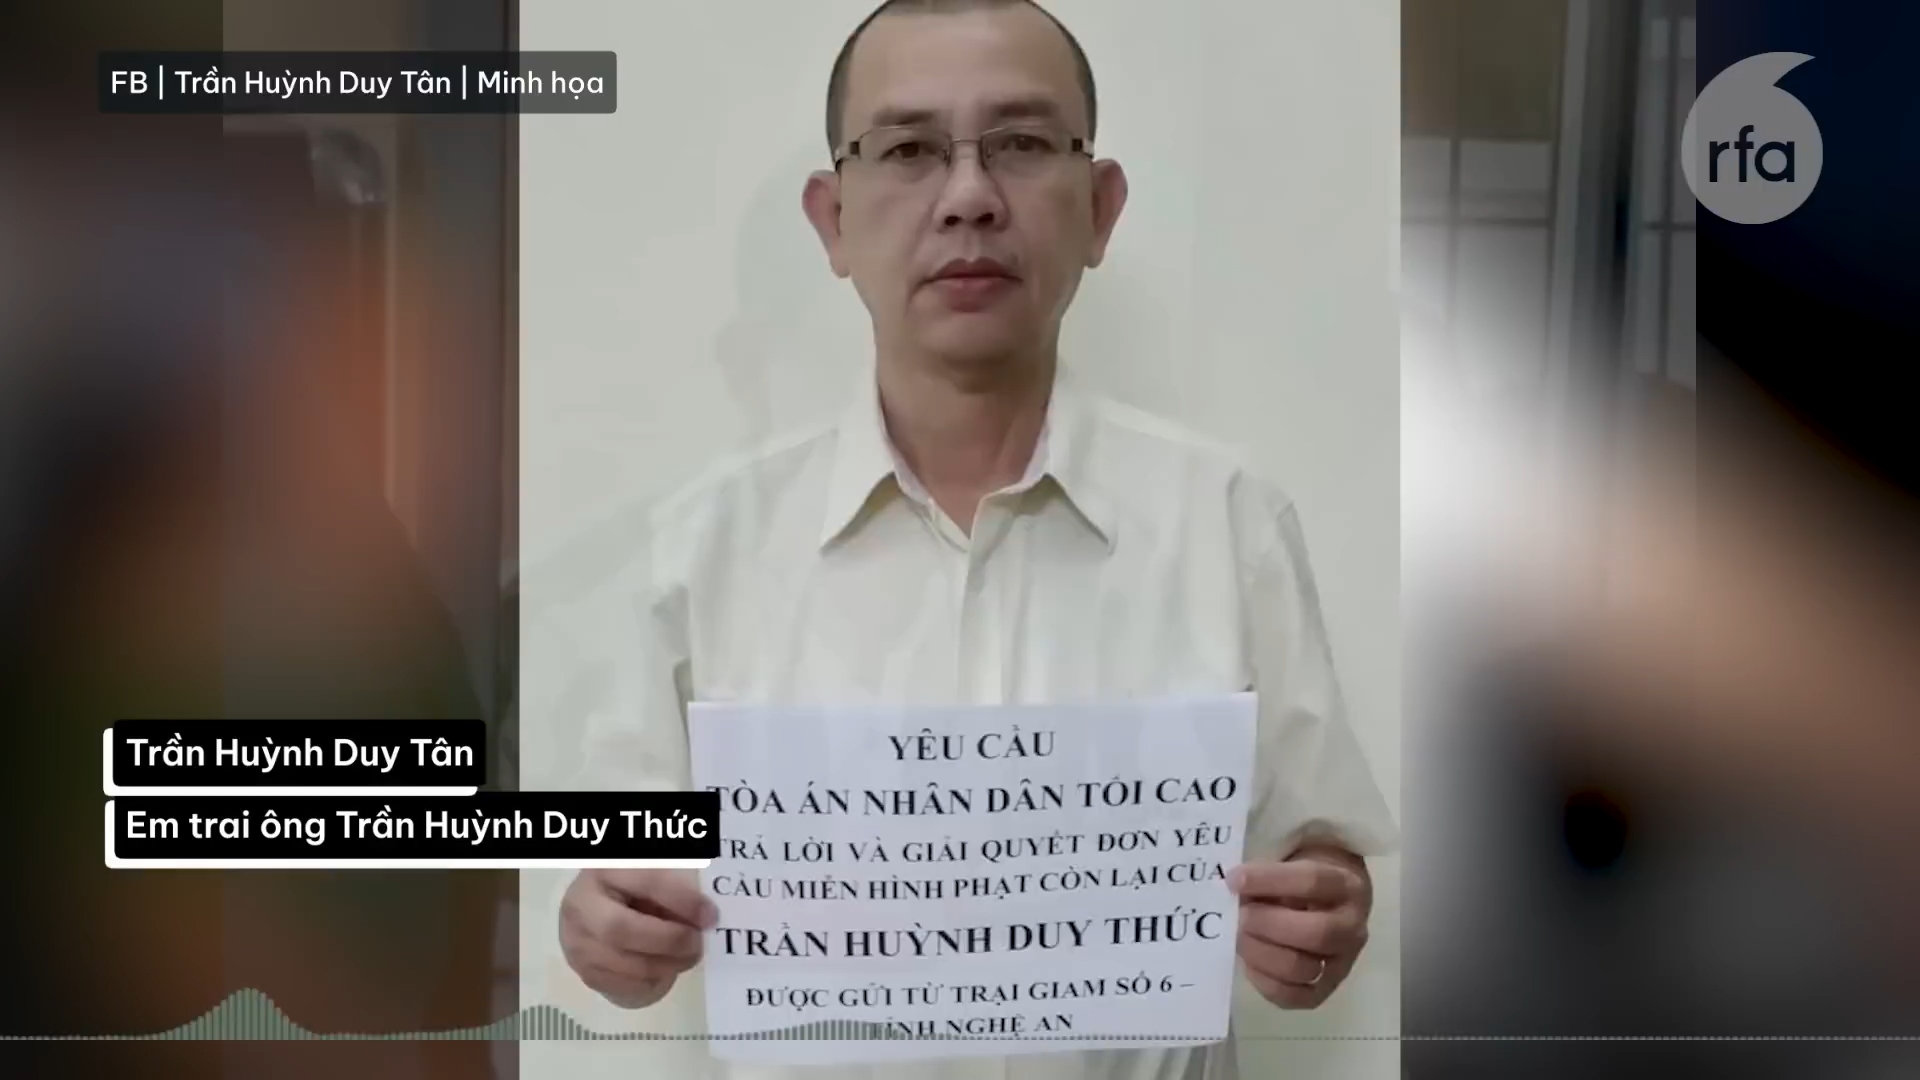 FB | Trần Huỳnh Duy Tân | Minh họa
rfa
Trần Huỳnh Duy Tân
Em trai ông Trần Huỳnh Duy Thức
YÊU CẦU
TÒA ÁN NHÂN DÂN TỐI CAO
TRẢ LỜI VÀ GIẢI QUYẾT ĐƠN YÊU
CẦU MIỄN HÌNH PHẠT CÒN LẠI CỦA
TRẦN HUỲNH DUY THỨC
ĐƯỢC GỬI TỪ TRẠI GIAM SỐ 6 –
TỈNH NGHỆ AN